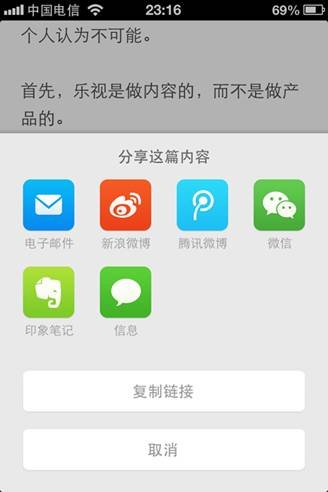 中国电信 23:16 69%
个人认为不可能。
首先，乐视是做内容的，而不是做产
品的。
分享这篇内容
电子邮件 新浪微博 腾讯微博 微信
印象笔记 信息
复制链接
取消